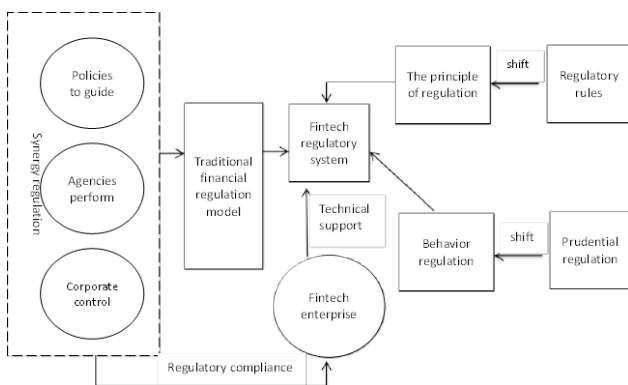 Synergy regulation
Policies
to guide
Agencies
perform
Corporate
control
Traditional
financial
regulation
model
Fintech
regulatory
system
The principle
of regulation
shift
Regulatory
rules
Technical
support
Behavior
regulation
shift
Prudential
regulation
Fintech
enterprise
Regulatory compliance